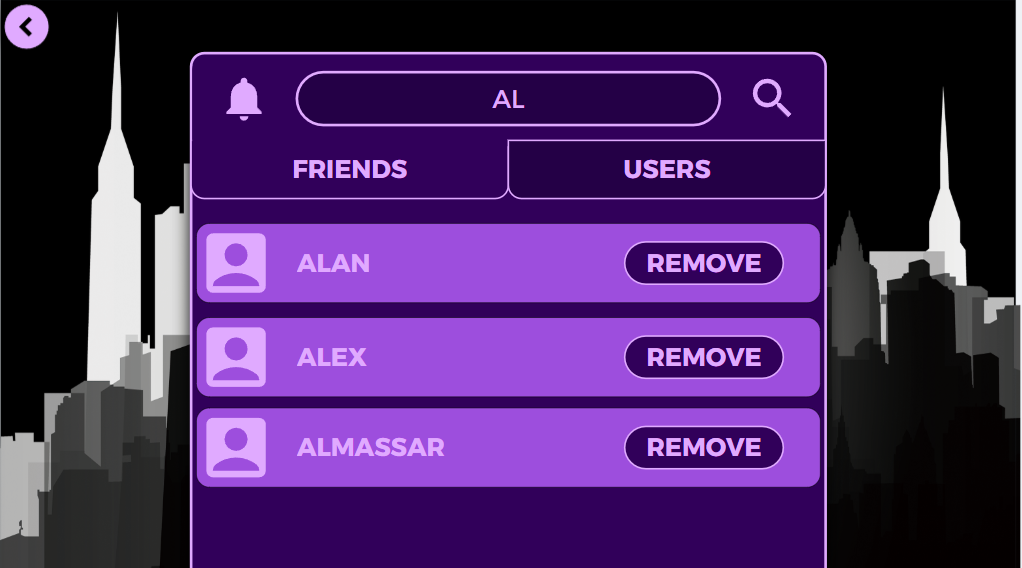 AL
FRIENDS USERS
ALAN REMOVE
ALEX REMOVE
ALMASSAR REMOVE